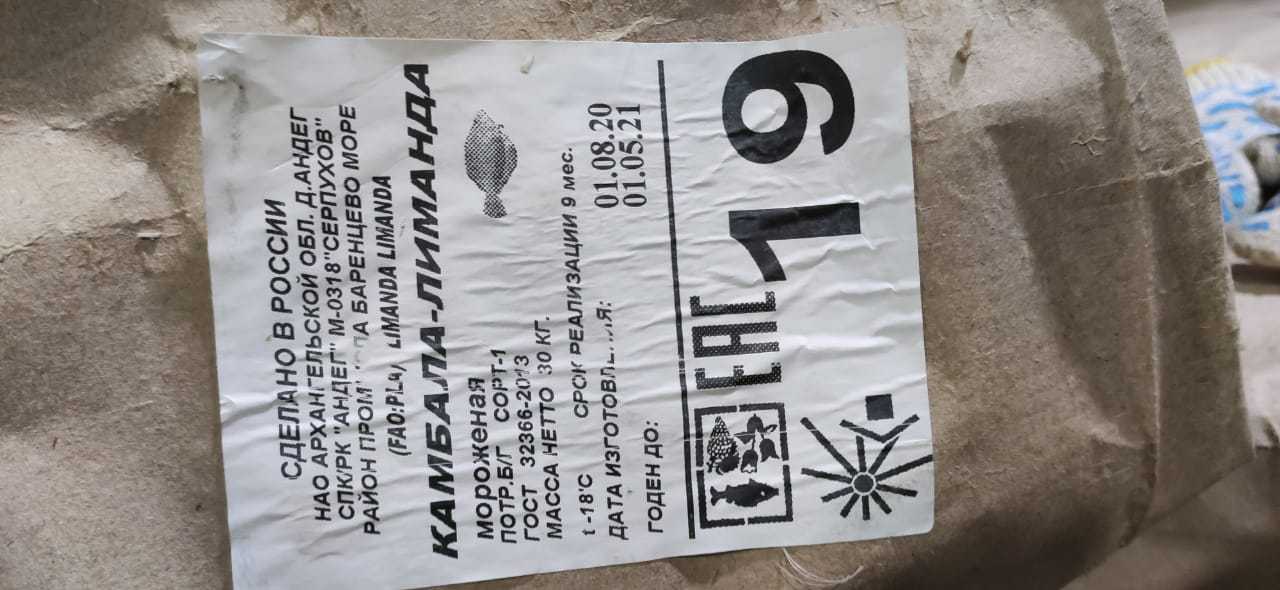 СДЕЛАНО В РОССИИ
НАО АРХАНГЕЛЬСКОЙ ОБЛ. Д.АНДЕГ
СПК/РК "АНДЕГ" М-0318"СЕРПУХОВ"
РАЙОН БАРЕНЦЕВО МОРЕ
LIMANDA LIMANDA
КАМБАЛА-ЛИМАНДА
МОРОЖЕНАЯ
ПОТР.Б/Г СОРТ-1
ГОСТ 32366-2013
МАССА НЕТТО 30 КГ.
t -18'С СРОК РЕАЛИЗАЦИИ 9 мес.
ДАТА 01.08.20
ГОДЕН ДО: 01.05.21
EAC 19